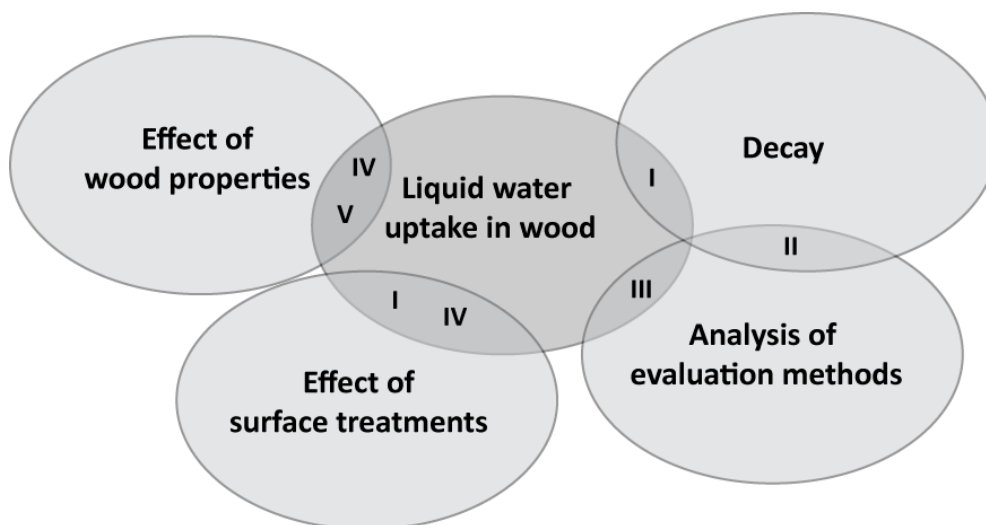 Effect of
wood properties
IV
V
Liquid water
uptake in wood
I
Decay
II
III
Analysis of
evaluation methods
I
IV
Effect of
surface treatments